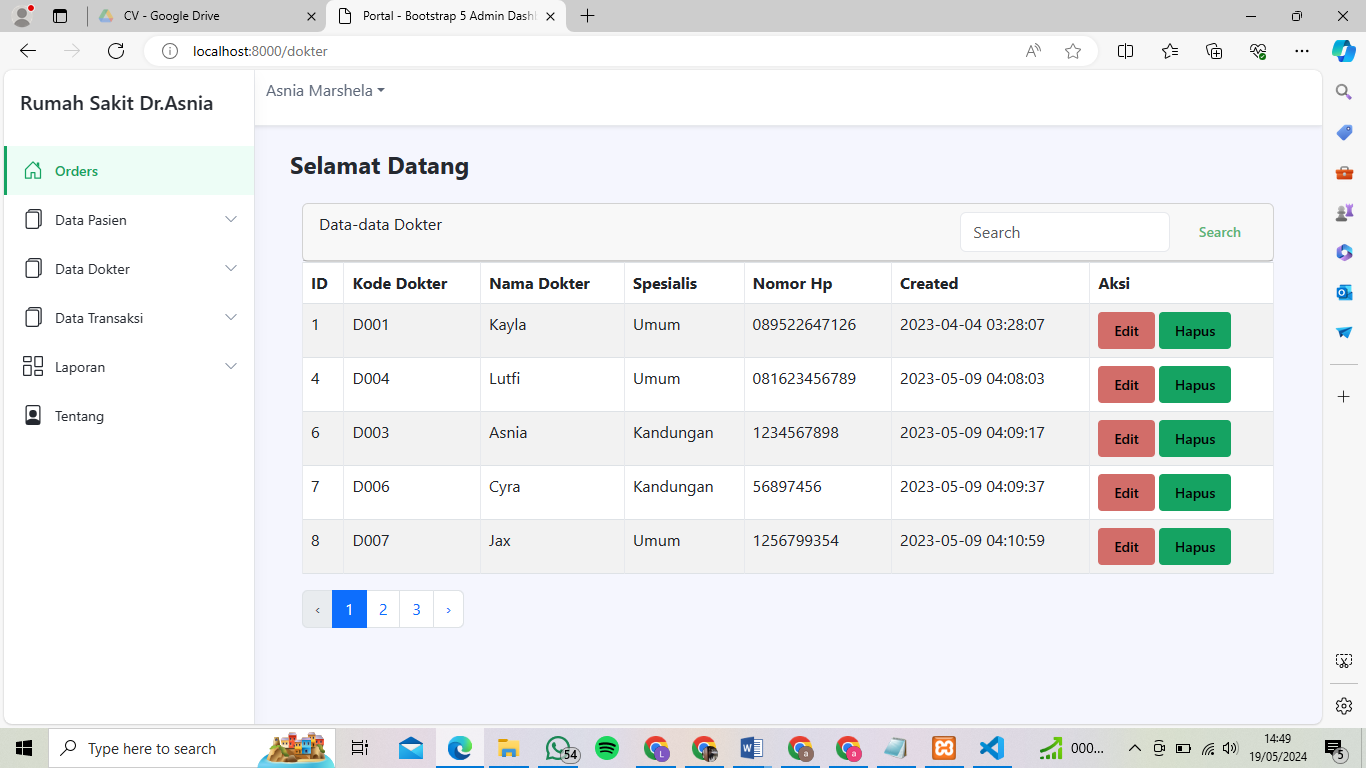 CV - Google Drive
Portal - Bootstrap 5 Admin Dashb
localhost:8000/dokter
Rumah Sakit Dr.Asnia
Asnia Marshela
Orders
Data Pasien
Data Dokter
Data Transaksi
Laporan
Tentang
Selamat Datang
Data-data Dokter Search Search
ID Kode Dokter Nama Dokter Spesialis Nomor Hp Created Aksi
1 D001 Kayla Umum 089522647126 2023-04-04 03:28:07 Edit Hapus
4 D004 Lutfi Umum 081623456789 2023-05-09 04:08:03 Edit Hapus
6 D003 Asnia Kandungan 1234567898 2023-05-09 04:09:17 Edit Hapus
7 D006 Cyra Kandungan 56897456 2023-05-09 04:09:37 Edit Hapus
8 D007 Jax Umum 1256799354 2023-05-09 04:10:59 Edit Hapus
‹ 1 2 3 ›
Type here to search
54
L
a
a
000...
14:49
19/05/2024
5